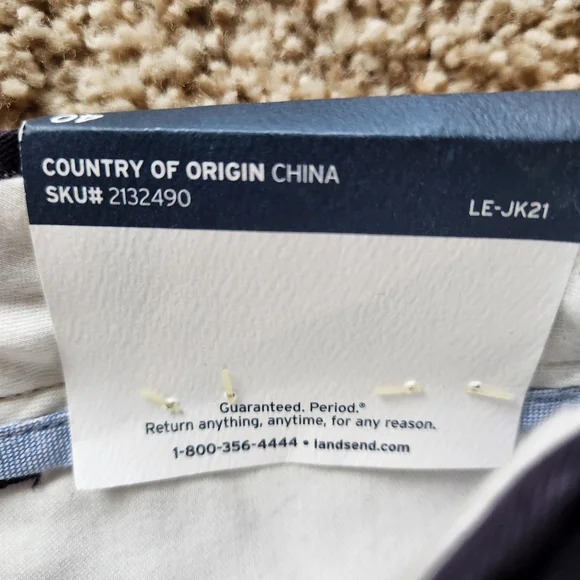 COUNTRY OF ORIGIN CHINA
SKU# 2132490
LE-JK21
Guaranteed. Period.®
Return anything, anytime, for any reason.
1-800-356-4444 • landsend.com